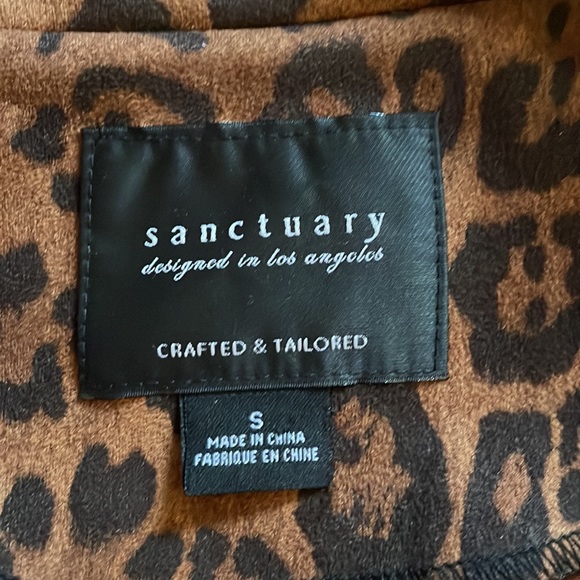 sanctuary
designed in los angeles
CRAFTED & TAILORED
S
MADE IN CHINA
FABRIQUE EN CHINE